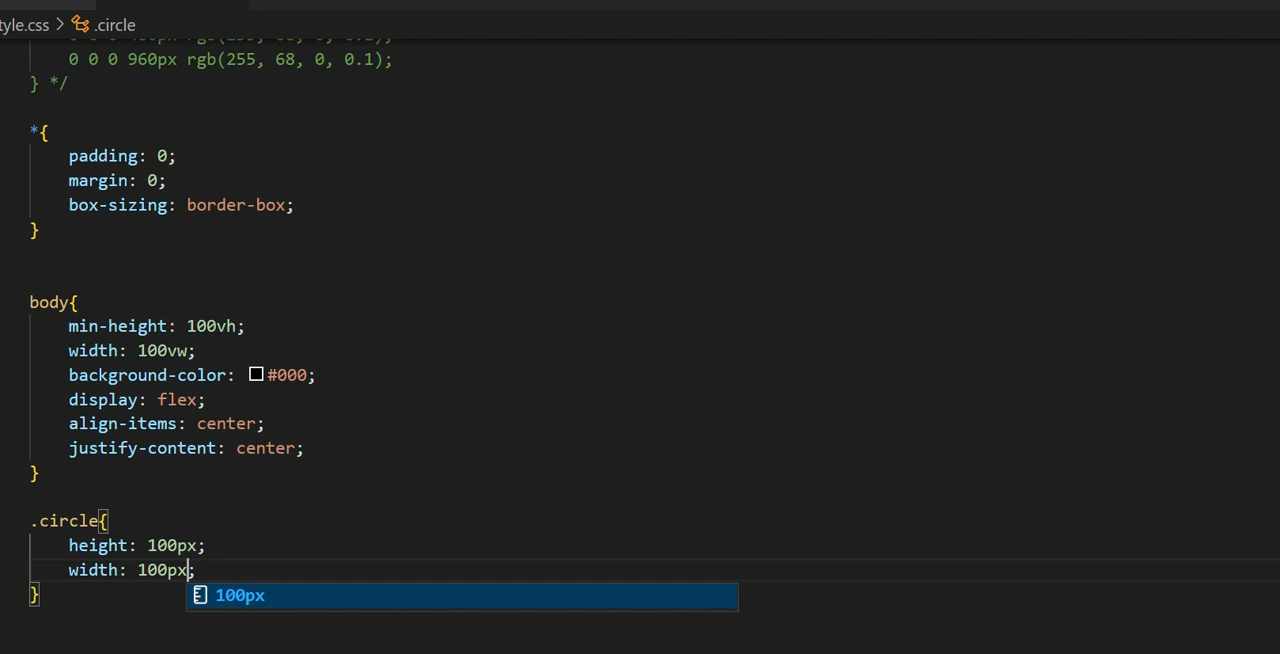 tyle.css > .circle
0 0 0 960px rgb(255, 68, 0, 0.1);
} */
*{
padding: 0;
margin: 0;
box-sizing: border-box;
}
body{
min-height: 100vh;
width: 100vw;
background-color: #000;
display: flex;
align-items: center;
justify-content: center;
}
.circle{
height: 100px;
width: 100px;
}
100px